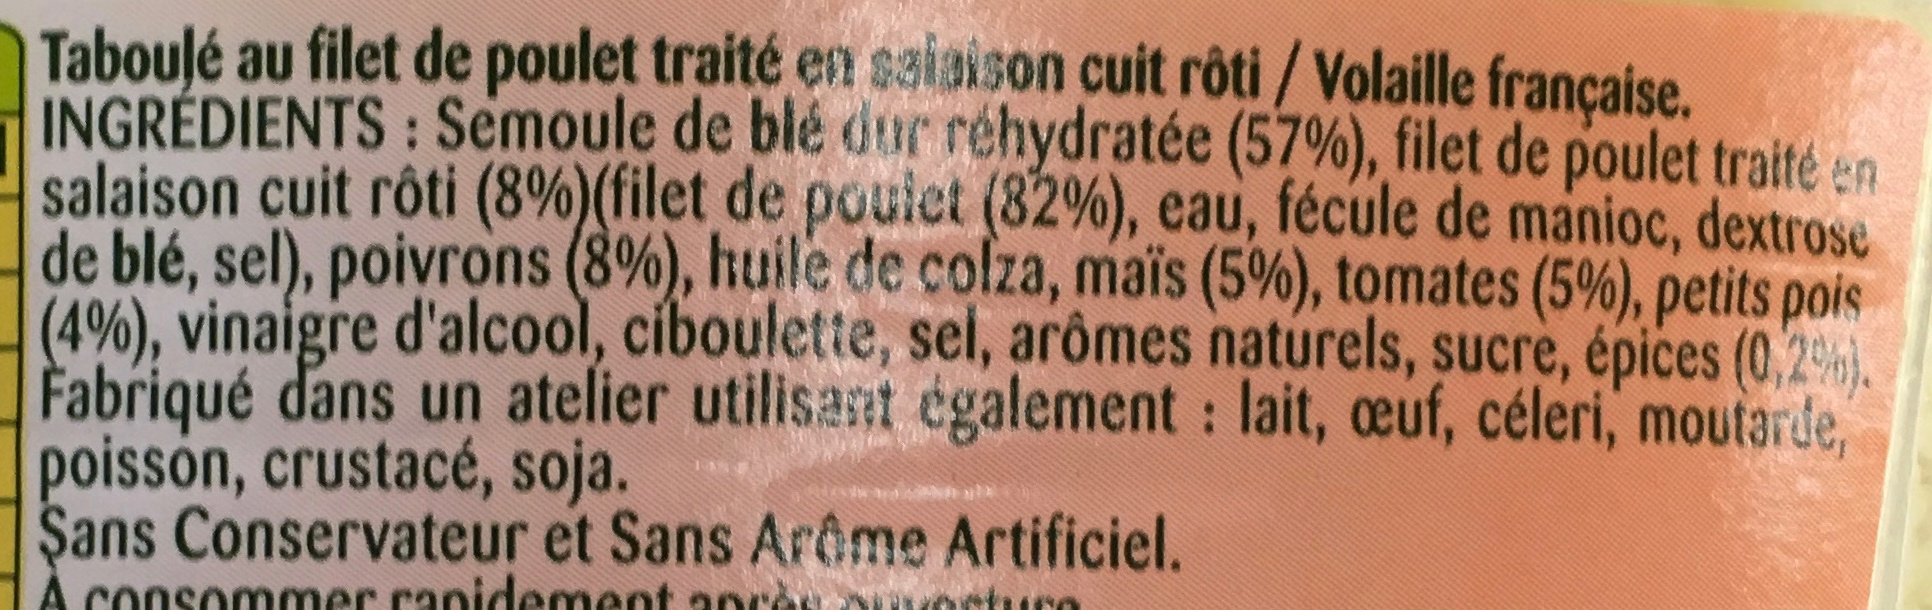 Taboulé au filet de poulet traité en salaison cuit rôti / Volaille française.
INGRÉDIENTS : Semoule de blé dur réhydratée (57%), filet de poulet traité en
salaison cuit rôti (8%)(filet de poulet (82%), eau, fécule de manioc, dextrose
de blé, sel), poivrons (8%), huile de colza, maïs (5%), tomates (5%), petits pois
(4%), vinaigre d'alcool, ciboulette, sel, arômes naturels, sucre, épices (0,2%).
Fabriqué dans un atelier utilisant également : lait, œuf, céleri, moutarde,
poisson, crustacé, soja.
Sans Conservateur et Sans Arôme Artificiel.
À consommer rapidement après ouverture